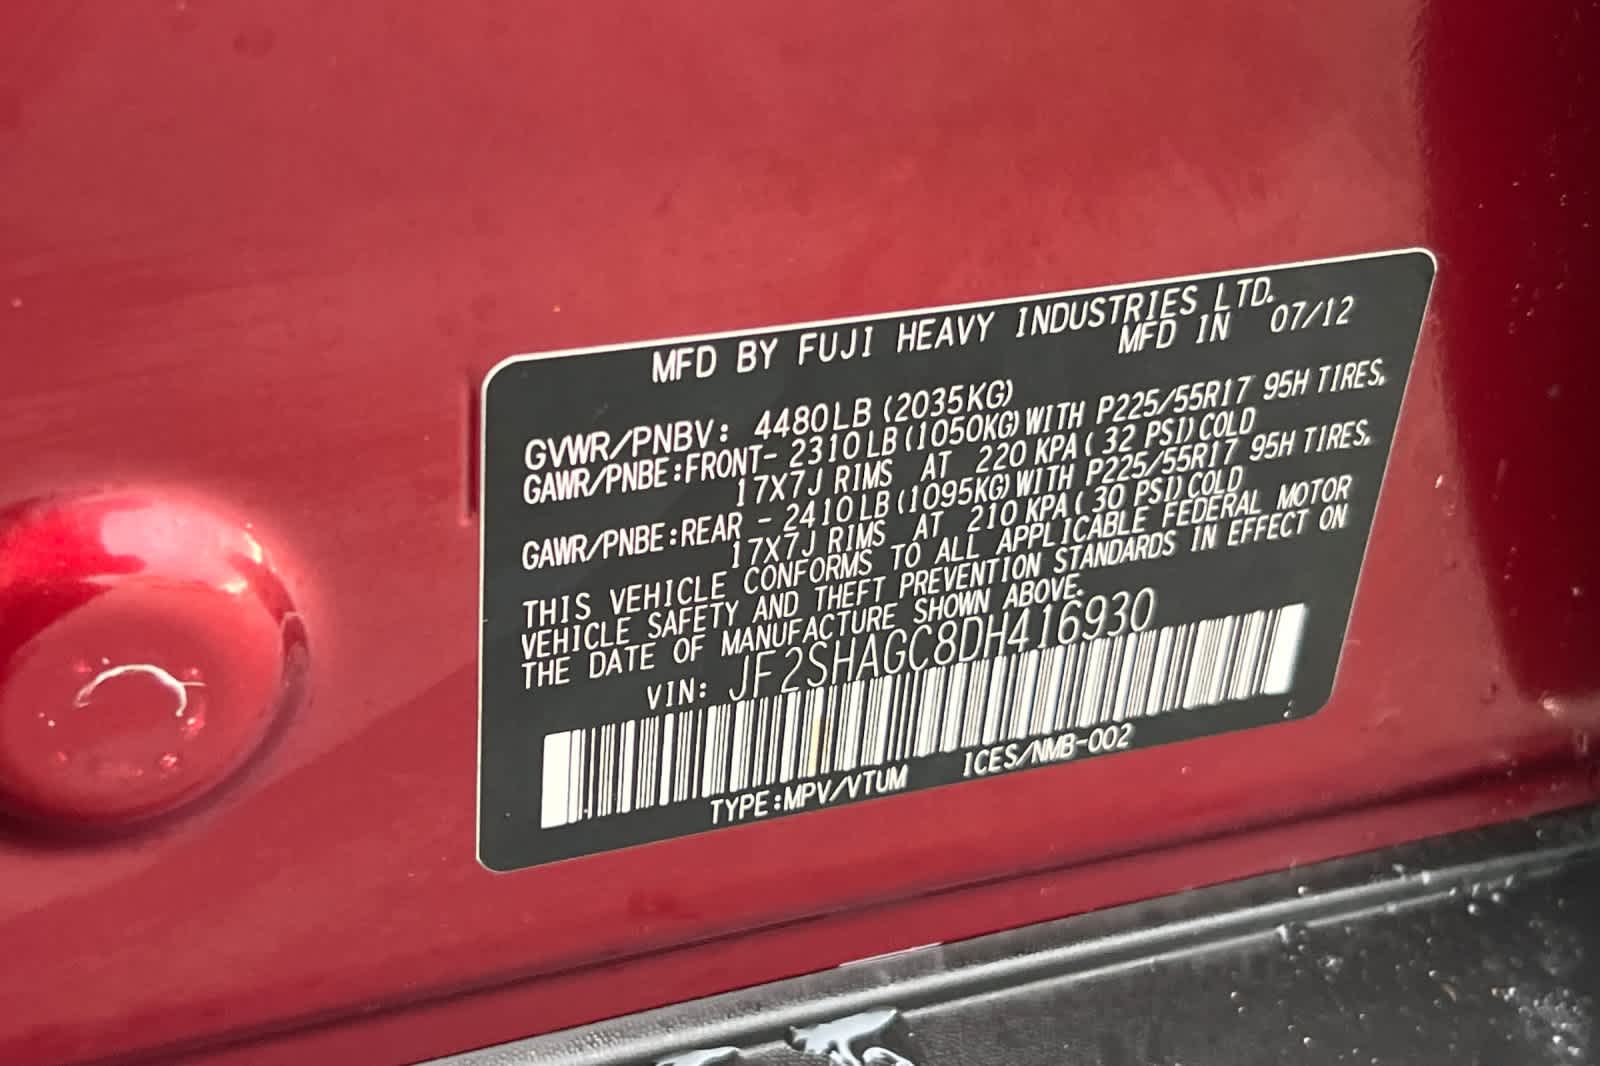 MFD BY FUJI HEAVY INDUSTRIES LTD.
MFD IN 07/12
GVWR/PNBV: 4480LB (2035KG)
GAWR/PNBE:FRONT- 2310LB (1050KG) WITH P225/55R17 95H TIRES,
17X7J RIMS AT 220 KPA ( 32 PSI) COLD
GAWR/PNBE:REAR - 2410LB (1095KG) WITH P225/55R17 95H TIRES,
17X7J RIMS AT 210 KPA ( 30 PSI) COLD
THIS VEHICLE CONFORMS TO ALL APPLICABLE FEDERAL MOTOR
VEHICLE SAFETY AND THEFT PREVENTION STANDARDS IN EFFECT ON
THE DATE OF MANUFACTURE SHOWN ABOVE.
VIN: JF2SHAGC8DH416930
TYPE:MPV/VTUM ICES/NMB-002